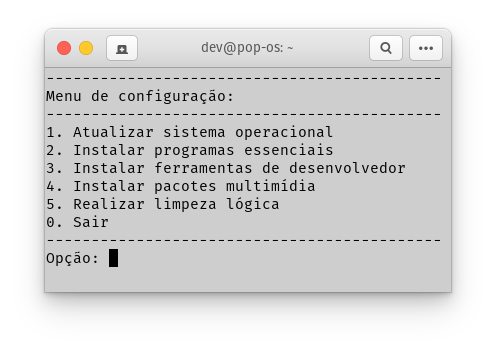 dev@pop-os: ~
--------------------------------------------
Menu de configuração:
--------------------------------------------
1. Atualizar sistema operacional
2. Instalar programas essenciais
3. Instalar ferramentas de desenvolvedor
4. Instalar pacotes multimídia
5. Realizar limpeza lógica
0. Sair
--------------------------------------------
Opção: